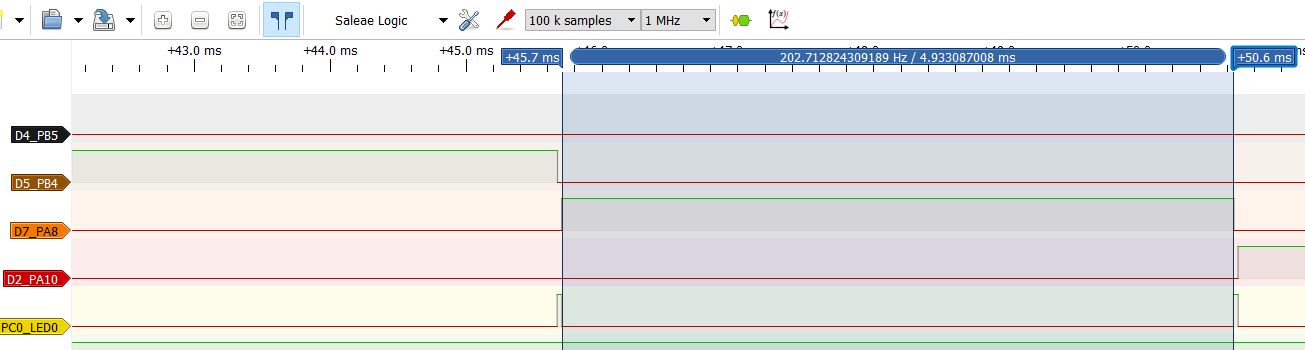 Saleae Logic 100 k samples 1 MHz
+43.0 ms +44.0 ms +45.0 ms
+45.7 ms 202.712824309189 Hz / 4.933087008 ms +50.6 ms
D4_PB5
D5_PB4
D7_PA8
D2_PA10
PC0_LED0